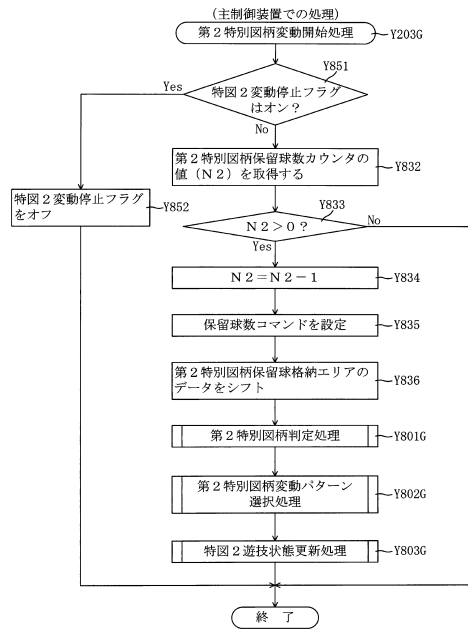 (主制御装置での処理)
第2特別図柄変動開始処理
Y203G
Y851
Yes
特図2変動停止フラグ
はオン?
No
第2特別図柄保留球数カウンタの
値(N2)を取得する
Y832
特図2変動停止フラグ
をオフ
Y852
Y833
N2>0?
No
Yes
N2=N2-1
Y834
保留球数コマンドを設定
Y835
第2特別図柄保留球格納エリアの
データをシフト
Y836
第2特別図柄判定処理
Y801G
第2特別図柄変動パターン
選択処理
Y802G
特図2遊技状態更新処理
Y803G
終 了